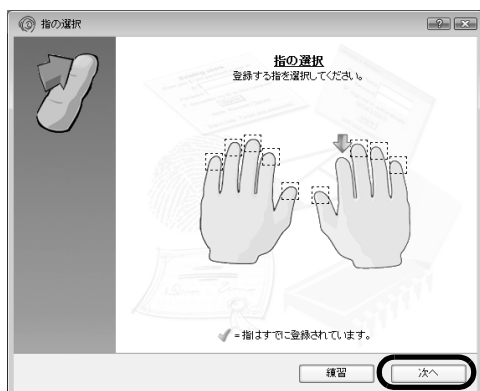 指の選択
指の選択
登録する指を選択してください。
= 指はすでに登録されています。
練習
次へ